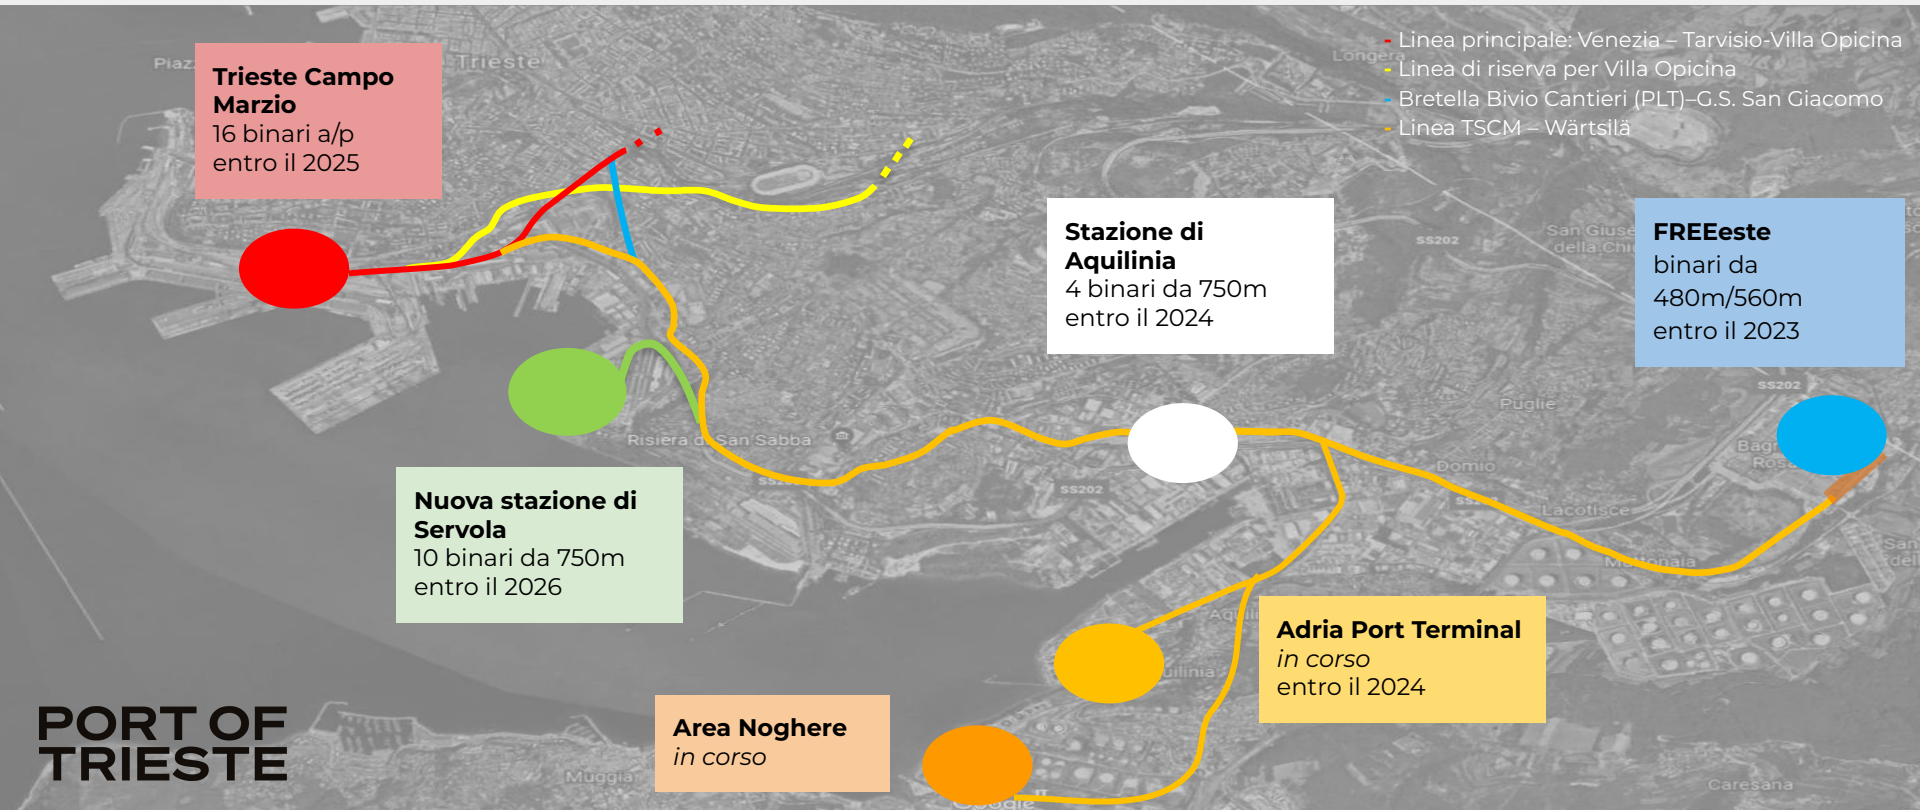 - Linea principale: Venezia – Tarvisio-Villa Opicina
- Linea di riserva per Villa Opicina
- Bretella Bivio Cantieri (PLT)–G.S. San Giacomo
- Linea TSCM – Wärtsilä
Trieste Campo
Marzio
16 binari a/p
entro il 2025
Trieste
Longera
Stazione di
Aquilinia
4 binari da 750m
entro il 2024
FREEeste
binari da
480m/560m
entro il 2023
SS202
SS202
Puglie
Risiera di San Sabba
Domio
SS202
Lacotisce
Nuova stazione di
Servola
10 binari da 750m
entro il 2026
Adria Port Terminal
in corso
entro il 2024
Area Noghere
in corso
PORT OF
TRIESTE
Muggia
Google
Caresana